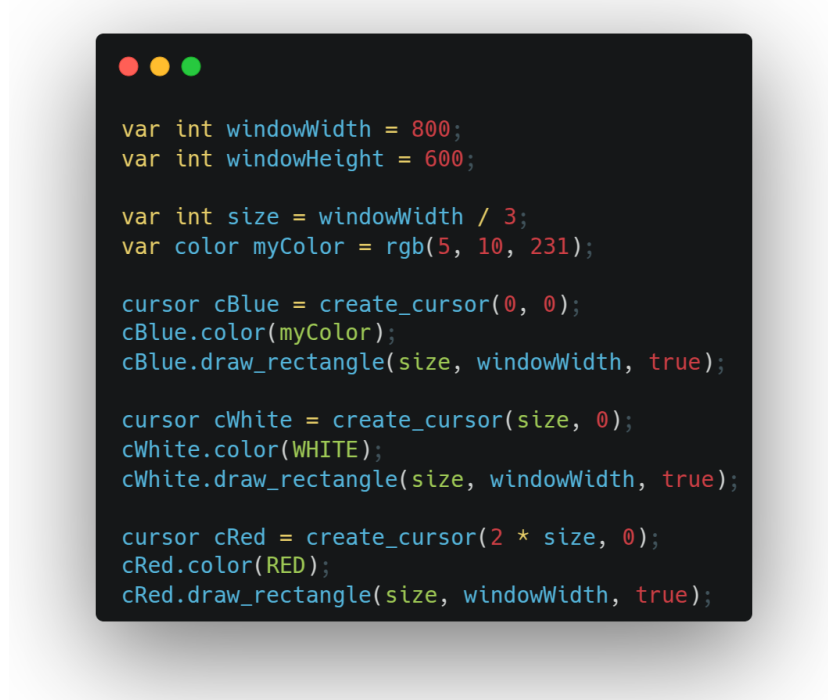 var int windowWidth = 800;
var int windowHeight = 600;
var int size = windowWidth / 3;
var color myColor = rgb(5, 10, 231);
cursor cBlue = create_cursor(0, 0);
cBlue.color(myColor);
cBlue.draw_rectangle(size, windowWidth, true);
cursor cWhite = create_cursor(size, 0);
cWhite.color(WHITE);
cWhite.draw_rectangle(size, windowWidth, true);
cursor cRed = create_cursor(2 * size, 0);
cRed.color(RED);
cRed.draw_rectangle(size, windowWidth, true);